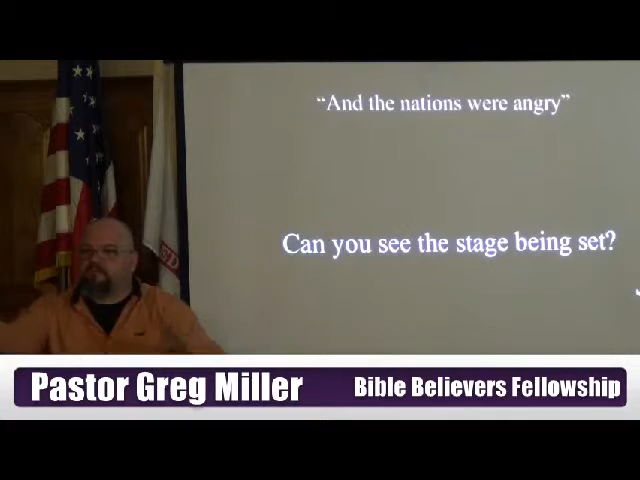 “And the nations were angry”
Can you see the stage being set?
Pastor Greg Miller
Bible Believers Fellowship